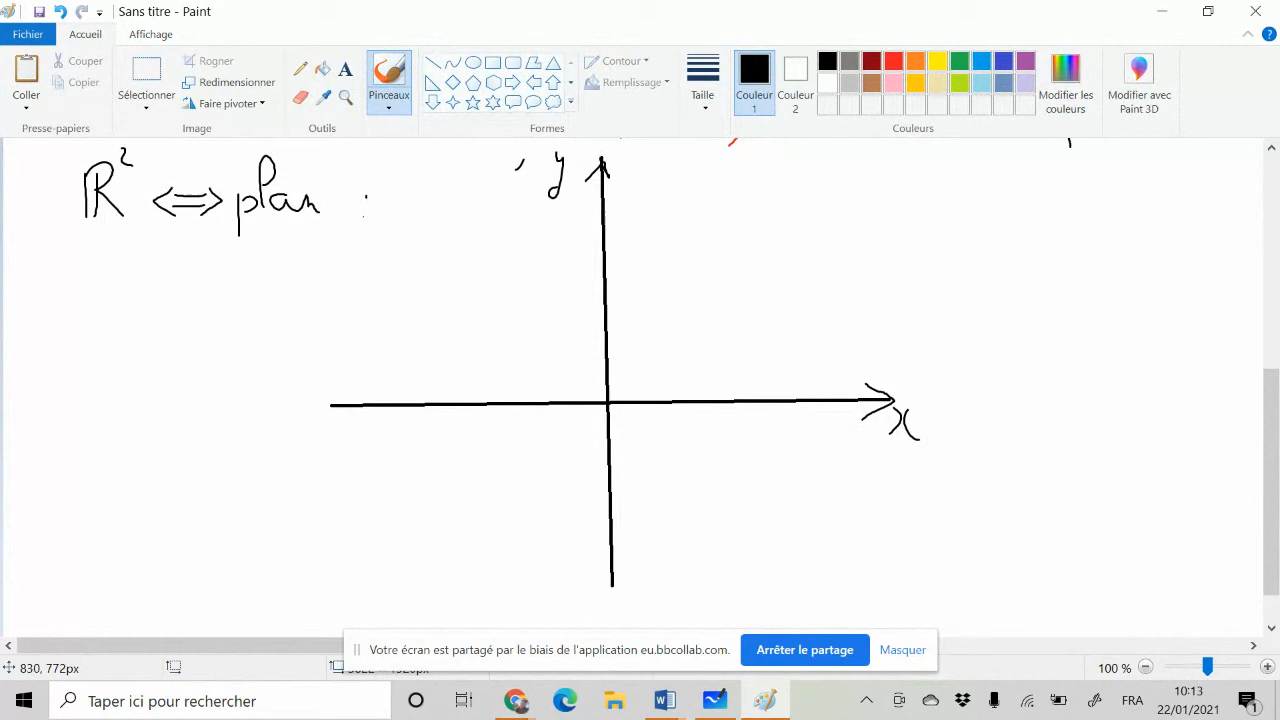 Sans titre - Paint
Fichier Accueil Affichage
Coller
Couper
Copier
Presse-papiers
Sélectionner
Rogner
Redimensionner
Faire pivoter
Image
A
Outils
Pinceaux
Contour
Remplissage
Formes
Taille
Couleur 1
Couleur 2
Modifier les couleurs
Couleurs
Modifier avec Paint 3D
ℝ² ⟺ plan :
y
x
Votre écran est partagé par le biais de l'application eu.bbcollab.com. Arrêter le partage Masquer
830, 772px
100 %
Taper ici pour rechercher
FRA
10:13
22/01/2021